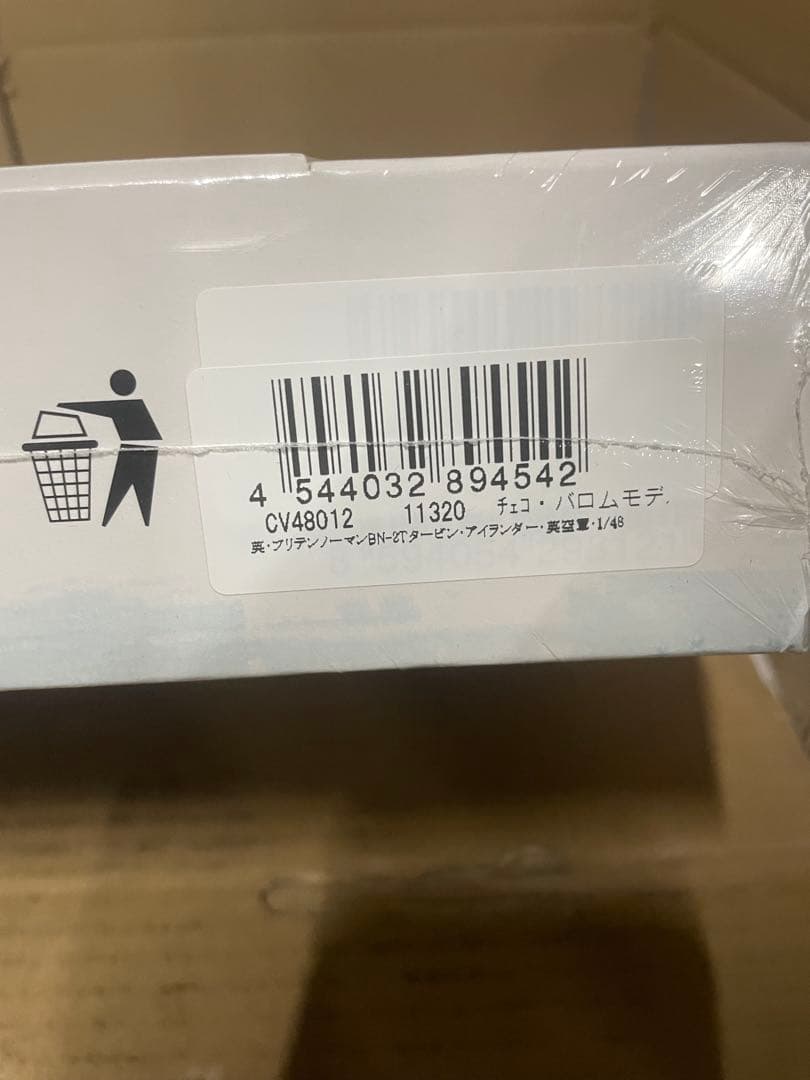 4 544032 894542
CV48012 11320 チェコ・バロムモデ
英・ブリテンノーマンBN-2Tタービン・アイランダー・英空軍・1/48